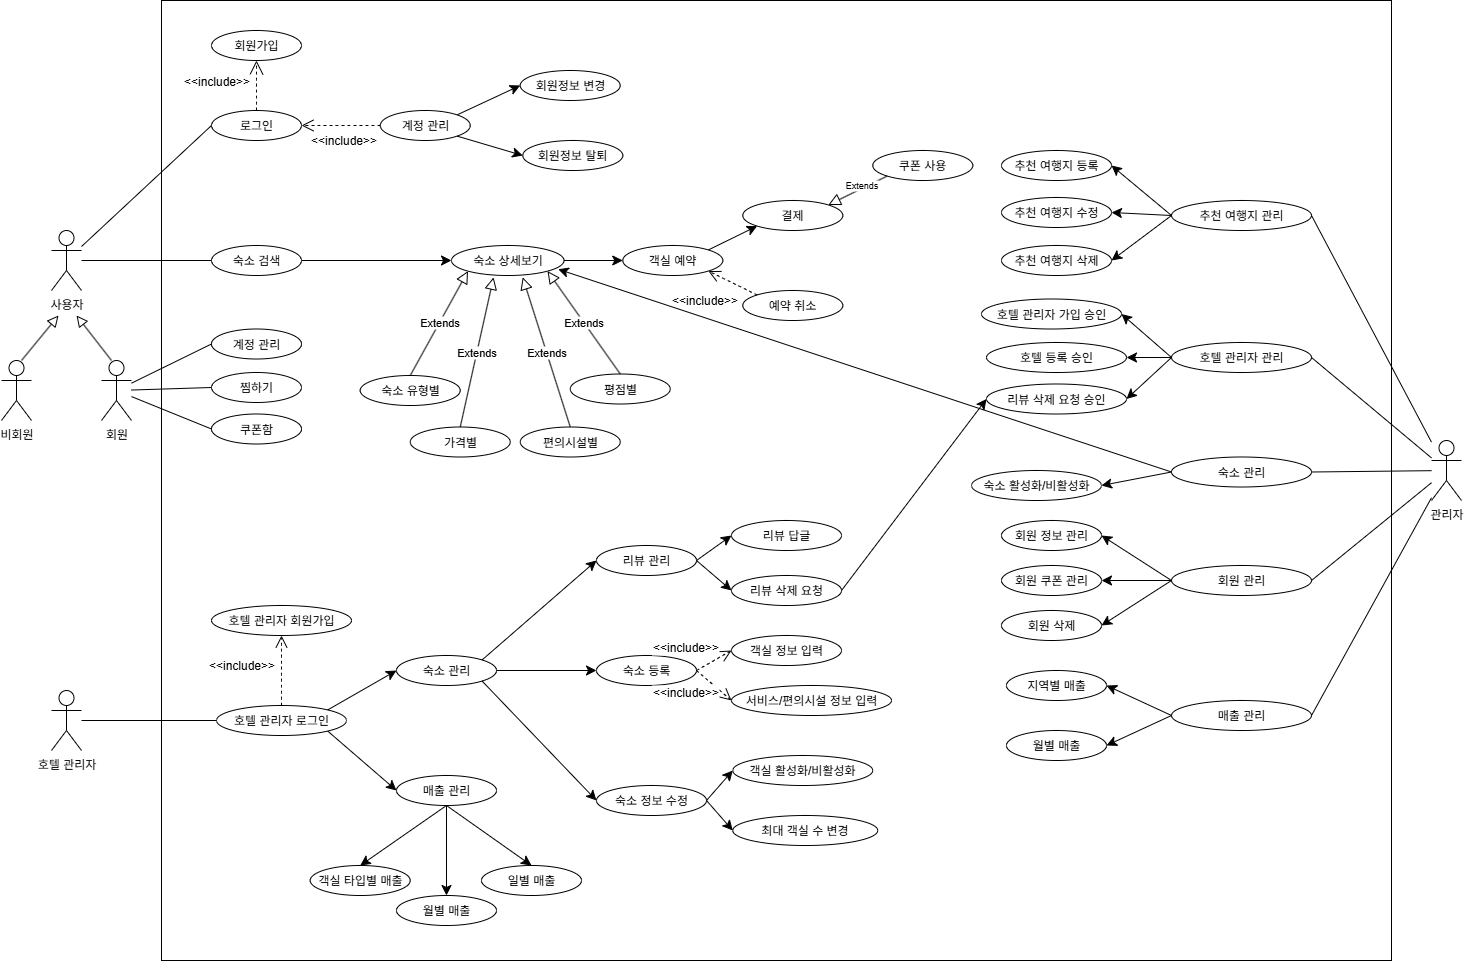 회원가입
<<include>>
로그인
<<include>>
계정 관리
회원정보 변경
회원정보 탈퇴
사용자
비회원
회원
숙소 검색
숙소 상세보기
객실 예약
결제
Extends
쿠폰 사용
<<include>>
예약 취소
Extends
Extends
Extends
Extends
숙소 유형별
가격별
편의시설별
평점별
계정 관리
찜하기
쿠폰함
추천 여행지 등록
추천 여행지 수정
추천 여행지 삭제
추천 여행지 관리
호텔 관리자 가입 승인
호텔 등록 승인
리뷰 삭제 요청 승인
호텔 관리자 관리
숙소 활성화/비활성화
숙소 관리
관리자
회원 정보 관리
회원 쿠폰 관리
회원 삭제
회원 관리
지역별 매출
월별 매출
매출 관리
호텔 관리자
호텔 관리자 회원가입
<<include>>
호텔 관리자 로그인
숙소 관리
리뷰 관리
리뷰 답글
리뷰 삭제 요청
숙소 등록
<<include>>
객실 정보 입력
<<include>>
서비스/편의시설 정보 입력
숙소 정보 수정
객실 활성화/비활성화
최대 객실 수 변경
매출 관리
객실 타입별 매출
월별 매출
일별 매출